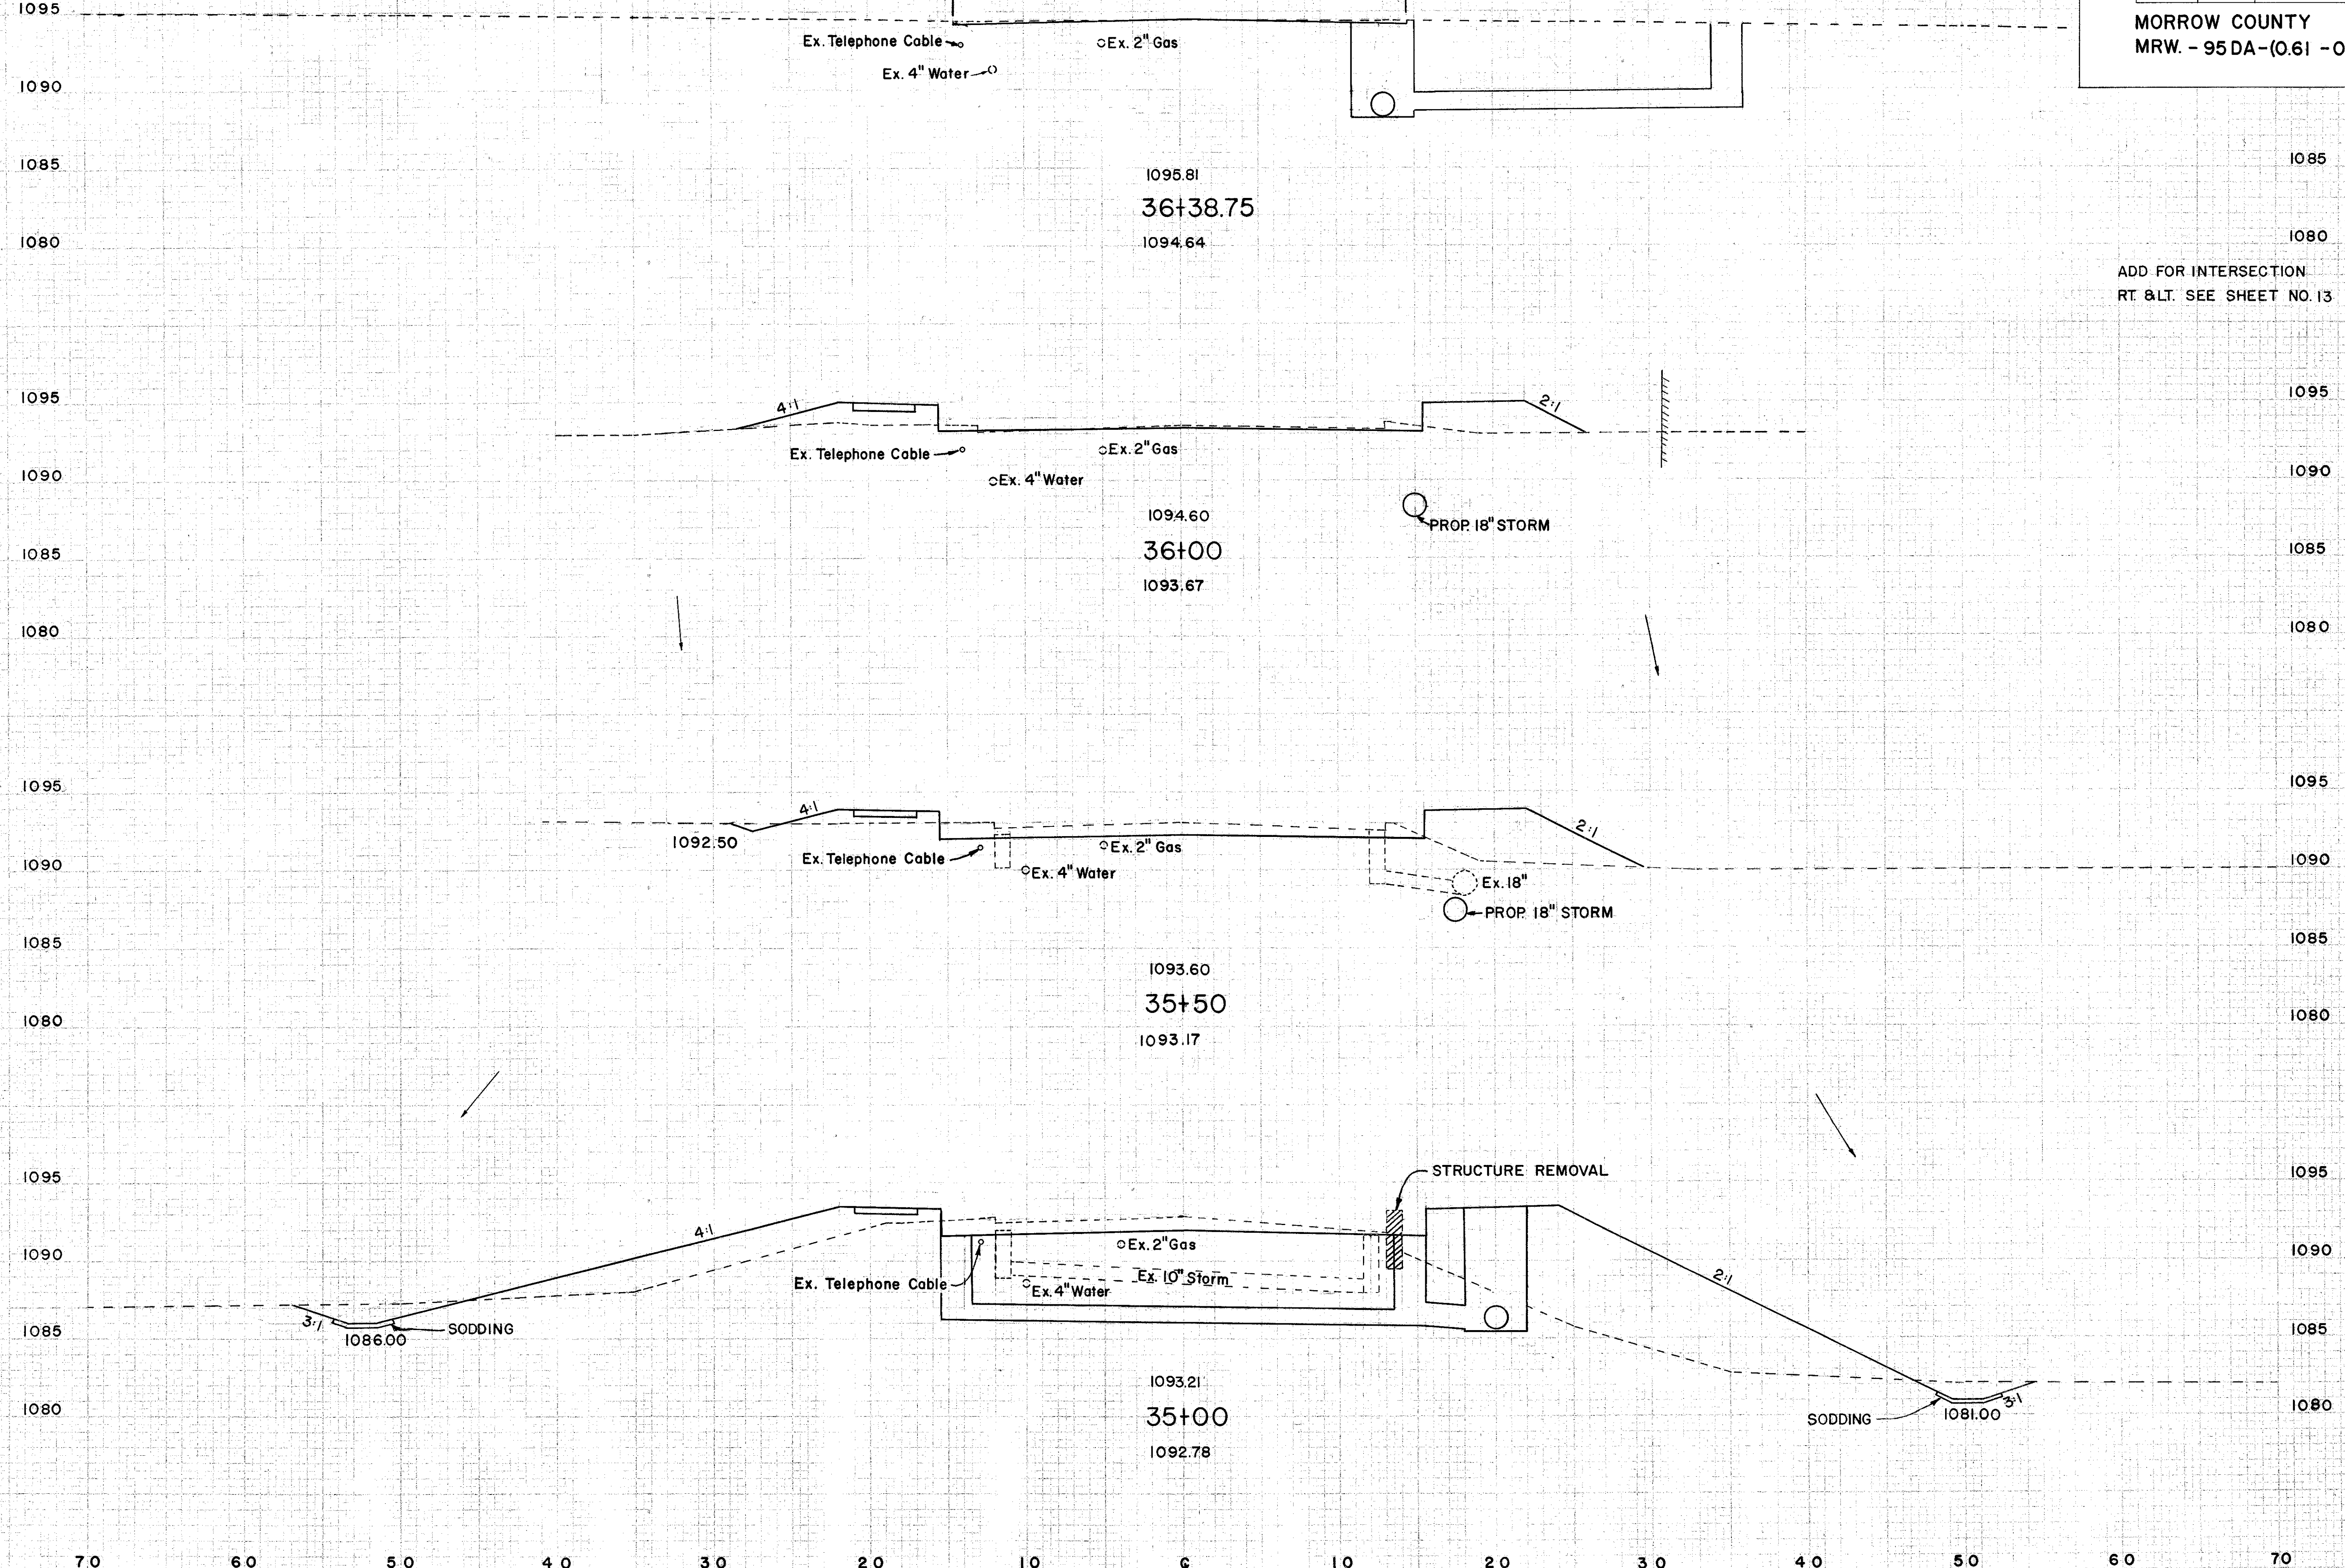 1095
MORROW COUNTY
MRW. - 95 DA-(0.61 - 0
Ex. Telephone Cable
Ex. 2" Gas
Ex. 4" Water
1090
1085
1095.81
1085
36+38.75
1080
1094.64
1080
ADD FOR INTERSECTION
RT. & LT. SEE SHEET NO. 13
1095
4:1
2:1
1095
Ex. Telephone Cable
Ex. 2" Gas
1090
Ex. 4" Water
1090
1094.60
PROP. 18" STORM
1085
36+00
1085
1093.67
1080
1080
1095
4:1
2:1
1095
1092.50
Ex. Telephone Cable
Ex. 2" Gas
1090
Ex. 4" Water
Ex. 18"
1090
PROP. 18" STORM
1085
1085
1093.60
35+50
1080
1080
1093.17
1095
STRUCTURE REMOVAL
1095
4:1
1090
Ex. 2" Gas
1090
Ex. Telephone Cable
Ex. 10" Storm
Ex. 4" Water
2:1
3:1
1085
1086.00
SODDING
1085
1093.21
1080
35+00
SODDING
1081.00
3:1
1080
1092.78
70 60 50 40 30 20 10 ℄ 10 20 30 40 50 60 70